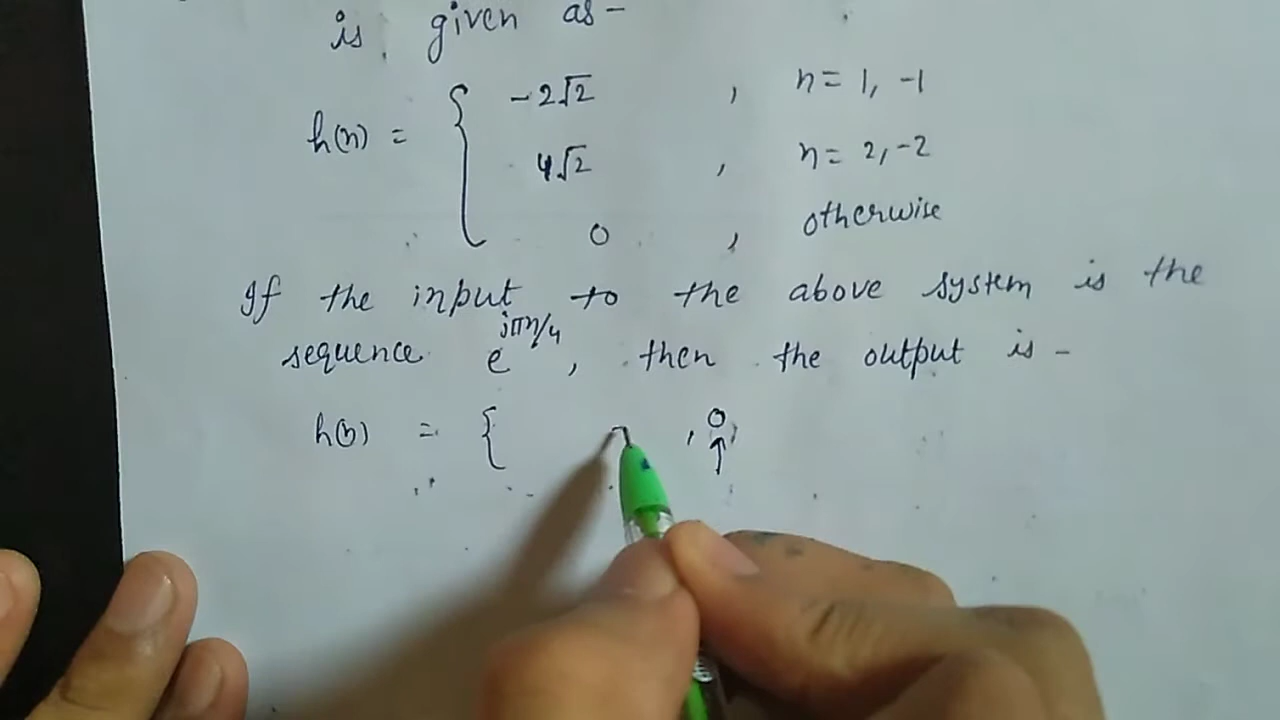 is given as-
h(n) = { -2√2 , n = 1, -1
4√2 , n = 2, -2
0 , otherwise
If the input to the above system is the
sequence e^{jπn/4}, then the output is -
h(n) = { - , 0,
↑